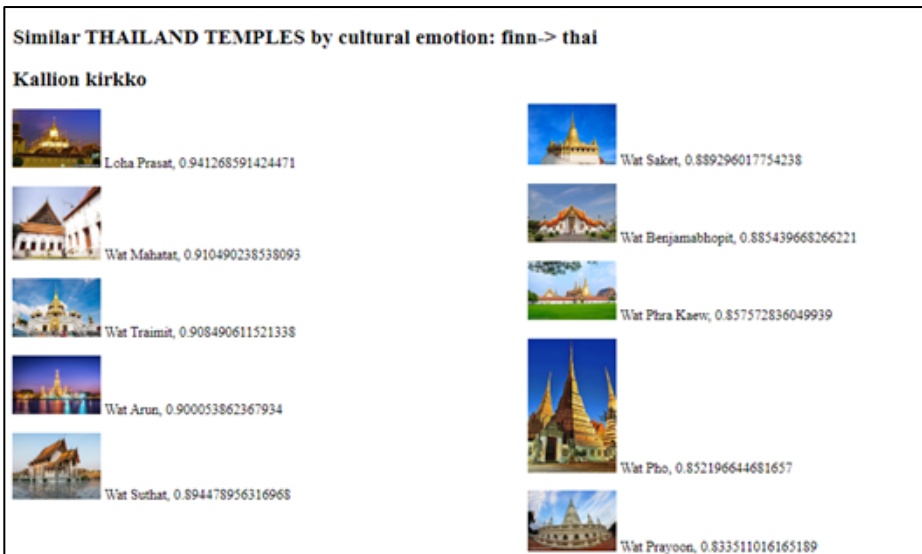 Similar THAILAND TEMPLES by cultural emotion: finn-> thai
Kallion kirkko
Loha Prasat, 0.941268591424471
Wat Mahatat, 0.910490238538093
Wat Traimit, 0.908490611521338
Wat Arun, 0.900053862367934
Wat Suthat, 0.894478956316968
Wat Saket, 0.889296017754238
Wat Benjamabhopit, 0.885439668266221
Wat Phra Kaew, 0.857572836049939
Wat Pho, 0.852196644681657
Wat Prayoon, 0.833511016165189